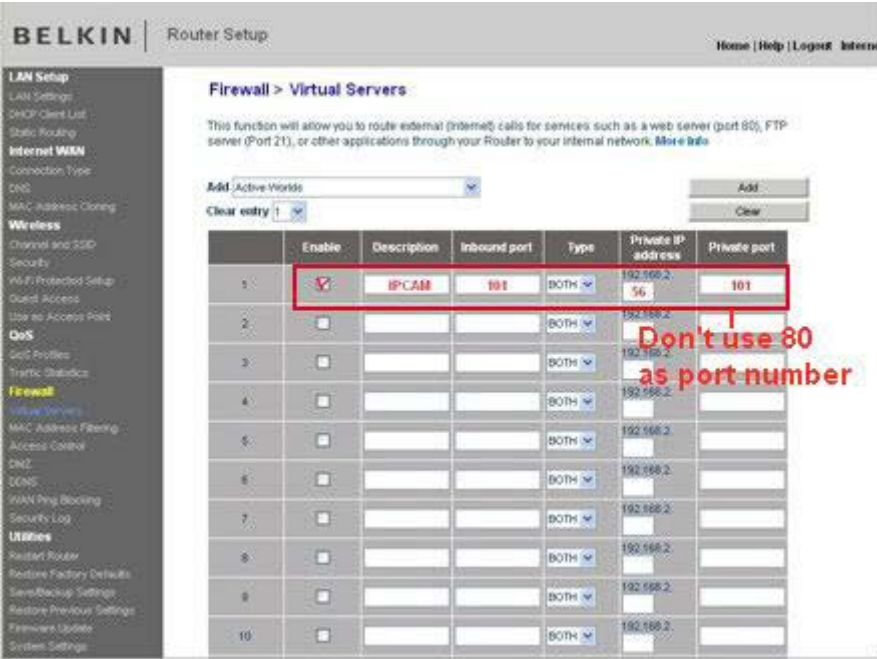 BELKIN | Router Setup
Home | Help | Logout Interne
LAN Setup
LAN Settings
DHCP Client List
Static Routing
Internet WAN
Connection Type
DNS
MAC Address Cloning
Wireless
Channel and SSID
Security
Wi-Fi Protected Setup
Guest Access
Use as Access Point
QoS
QoS Profiles
Traffic Statistics
Firewall
Virtual Servers
MAC Address Filtering
Access Control
DMZ
DDNS
WAN Ping Blocking
Security Log
Utilities
Restart Router
Restore Factory Defaults
Save/Backup Settings
Restore Previous Settings
Firmware Update
System Settings
Firewall > Virtual Servers
This function will allow you to route external (Internet) calls for services such as a web server (port 80), FTP
server (Port 21), or other applications through your Router to your internal network. More Info
Add Active Worlds Add
Clear entry 1 Clear
Enable Description Inbound port Type Private IP address Private port
1 IPCAM 101 BOTH 192.168.2. 56 101
2 BOTH 192.168.2.
3 BOTH 192.168.2.
4 BOTH 192.168.2.
5 BOTH 192.168.2.
6 BOTH 192.168.2.
7 BOTH 192.168.2.
8 BOTH 192.168.2.
9 BOTH 192.168.2.
10 BOTH 192.168.2.
Don't use 80
as port number